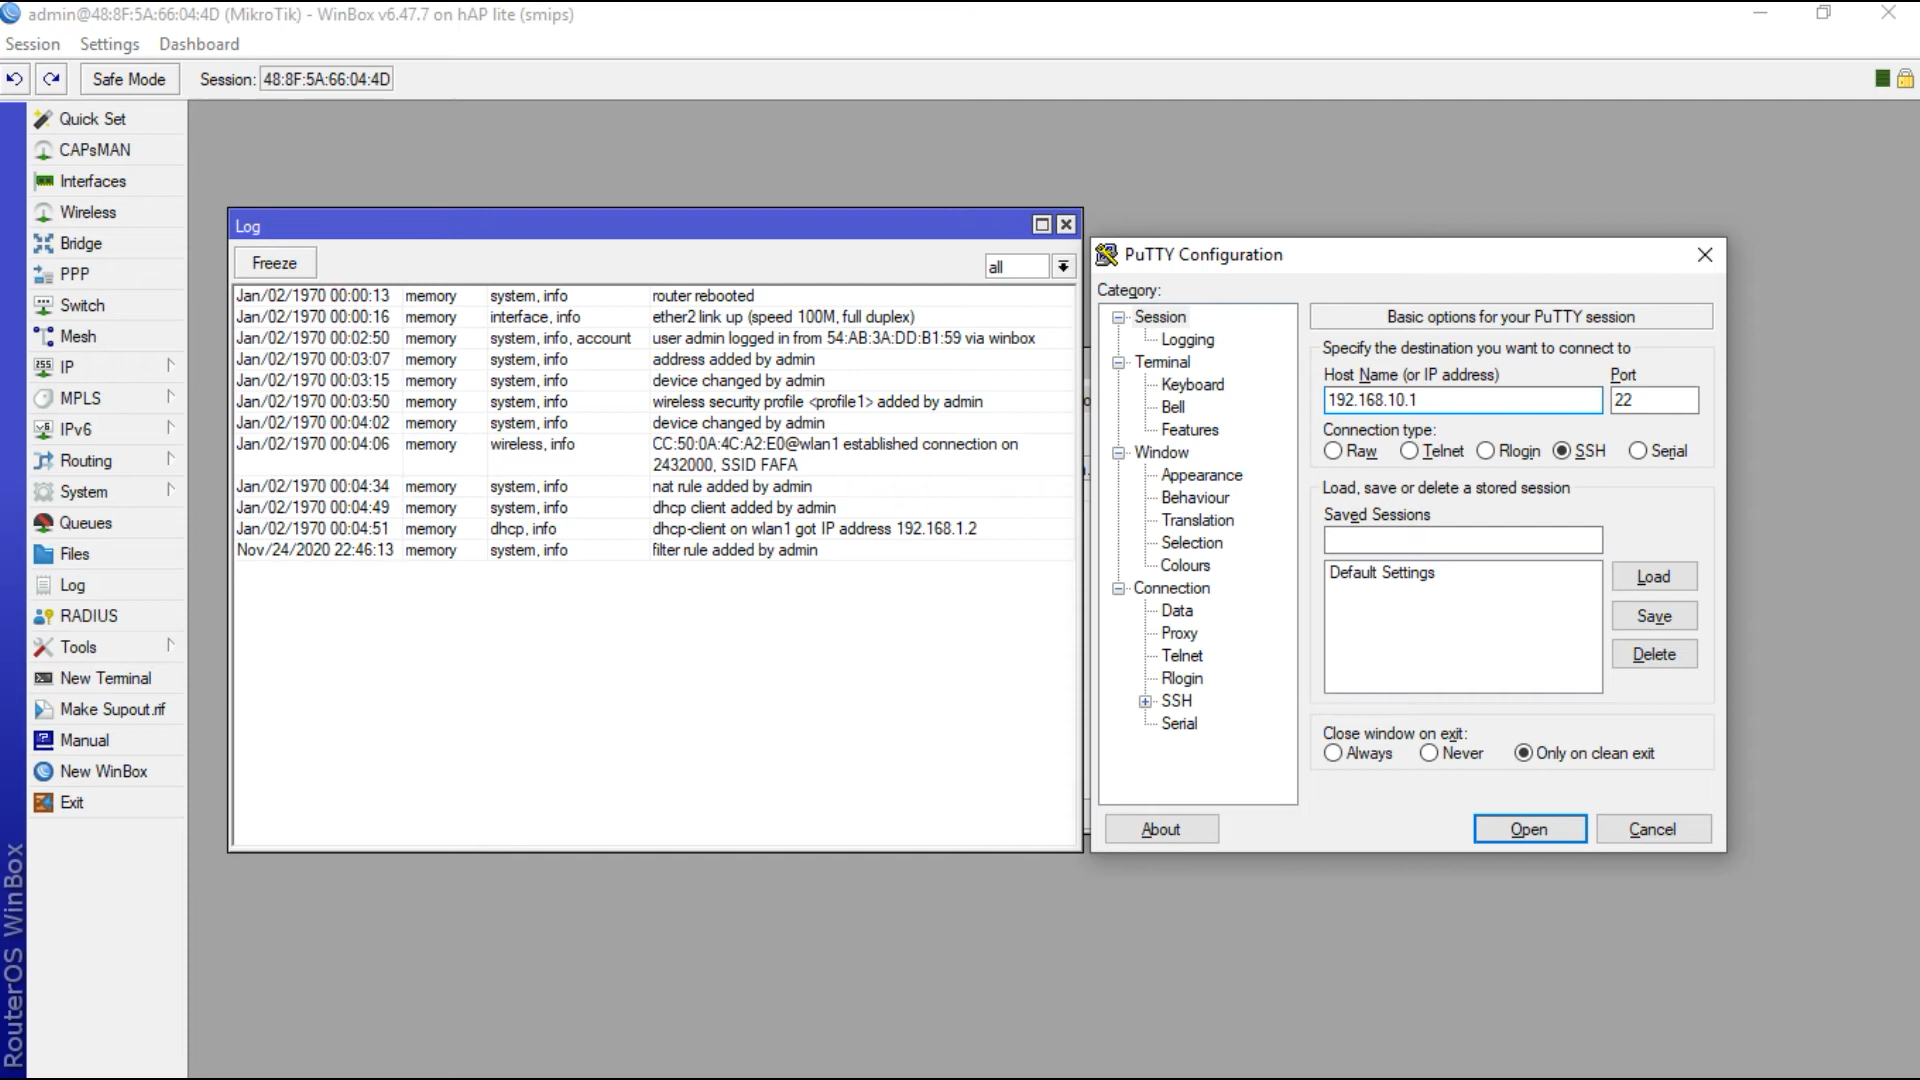 admin@48:8F:5A:66:04:4D (MikroTik) - WinBox v6.47.7 on hAP lite (smips)
Session Settings Dashboard
Safe Mode Session: 48:8F:5A:66:04:4D
Quick Set
CAPsMAN
Interfaces
Wireless
Bridge
PPP
Switch
Mesh
IP
MPLS
IPv6
Routing
System
Queues
Files
Log
RADIUS
Tools
New Terminal
Make Supout.rif
Manual
New WinBox
Exit
RouterOS WinBox
Log
Freeze all
Jan/02/1970 00:00:13 memory system, info router rebooted
Jan/02/1970 00:00:16 memory interface, info ether2 link up (speed 100M, full duplex)
Jan/02/1970 00:02:50 memory system, info, account user admin logged in from 54:AB:3A:DD:B1:59 via winbox
Jan/02/1970 00:03:07 memory system, info address added by admin
Jan/02/1970 00:03:15 memory system, info device changed by admin
Jan/02/1970 00:03:50 memory system, info wireless security profile <profile1> added by admin
Jan/02/1970 00:04:02 memory system, info device changed by admin
Jan/02/1970 00:04:06 memory wireless, info CC:50:0A:4C:A2:E0@wlan1 established connection on
2432000, SSID FAFA
Jan/02/1970 00:04:34 memory system, info nat rule added by admin
Jan/02/1970 00:04:49 memory system, info dhcp client added by admin
Jan/02/1970 00:04:51 memory dhcp, info dhcp-client on wlan1 got IP address 192.168.1.2
Nov/24/2020 22:46:13 memory system, info filter rule added by admin
PuTTY Configuration
Category:
Session
Logging
Terminal
Keyboard
Bell
Features
Window
Appearance
Behaviour
Translation
Selection
Colours
Connection
Data
Proxy
Telnet
Rlogin
SSH
Serial
Basic options for your PuTTY session
Specify the destination you want to connect to
Host Name (or IP address) Port
192.168.10.1 22
Connection type:
Raw Telnet Rlogin SSH Serial
Load, save or delete a stored session
Saved Sessions
Default Settings
Load
Save
Delete
Close window on exit:
Always Never Only on clean exit
About Open Cancel